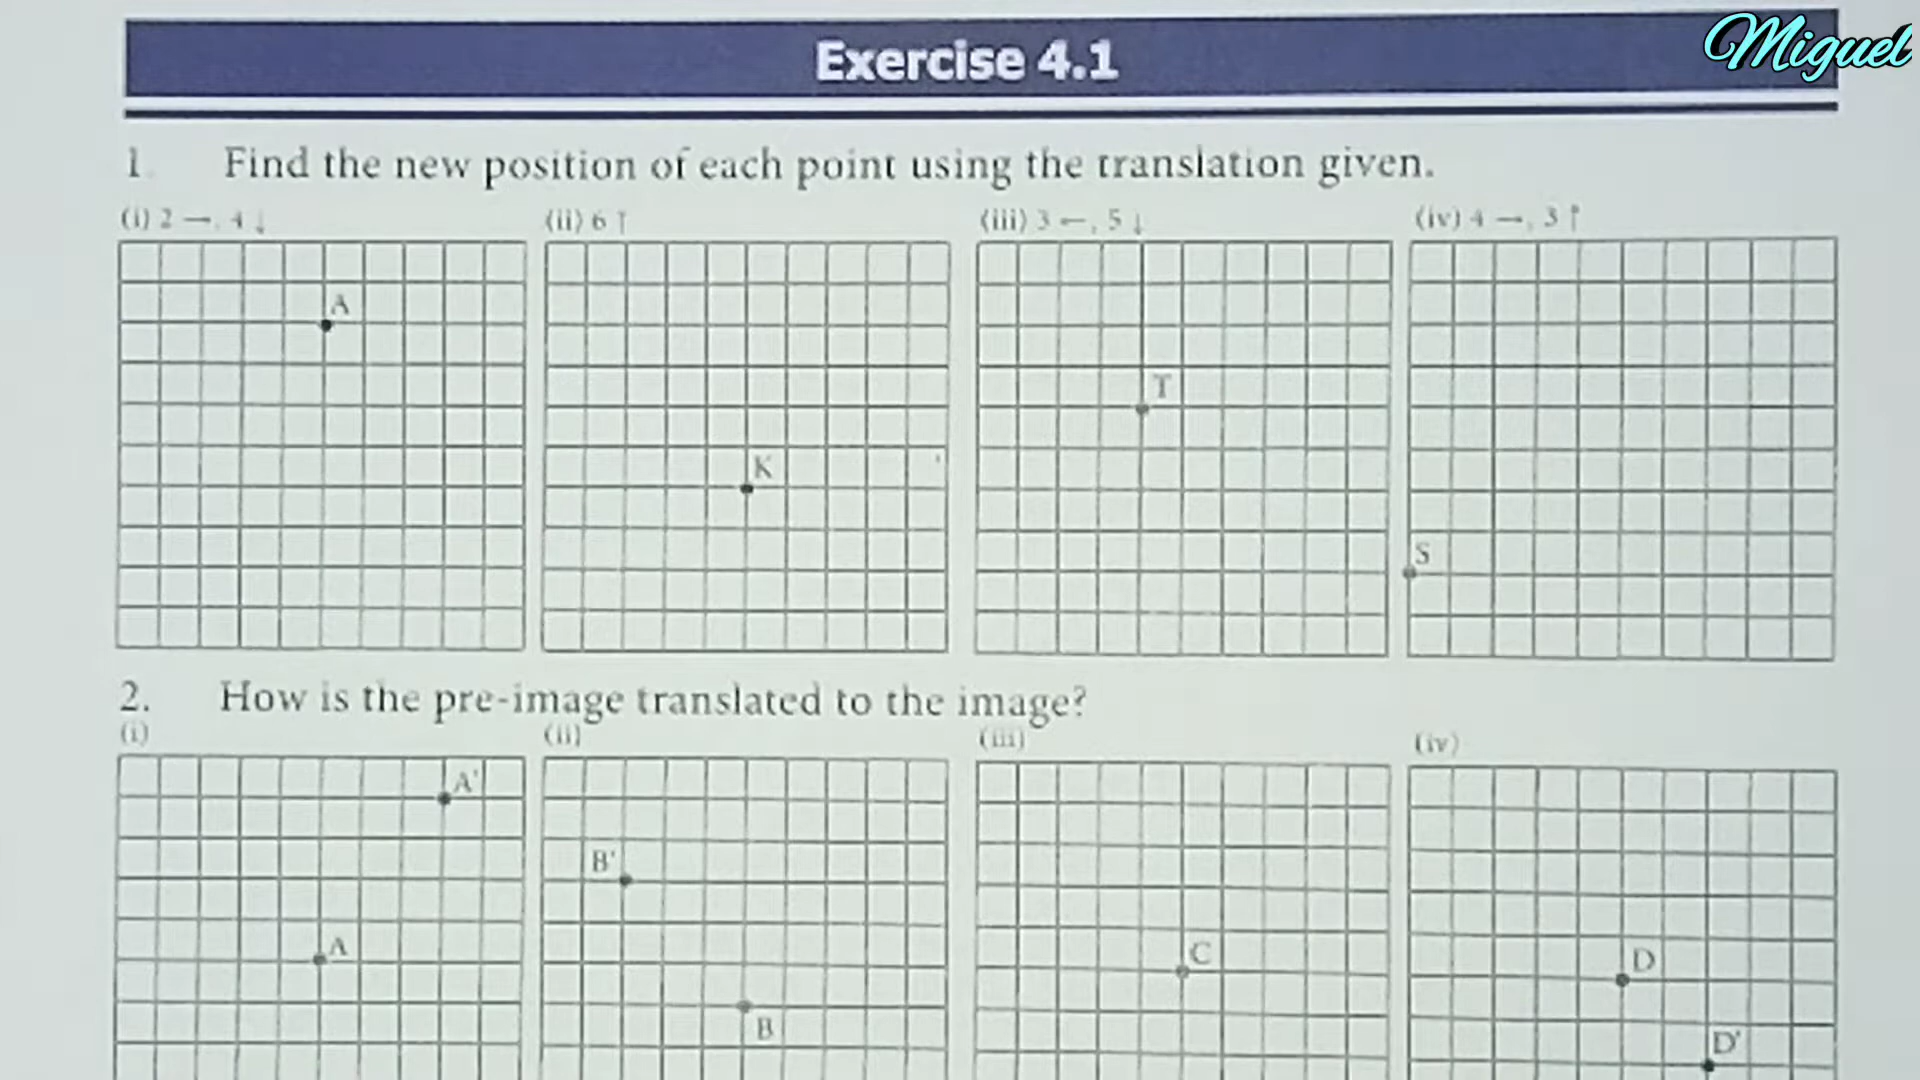 Miguel
Exercise 4.1
1. Find the new position of each point using the translation given.
(i) 2 →, 4 ↓
(ii) 6 ↑
(iii) 3 ←, 5 ↓
(iv) 4 →, 3 ↑
A
K
T
S
2. How is the pre-image translated to the image?
(i)
(ii)
(iii)
(iv)
A'
B'
A
B
C
D
D'